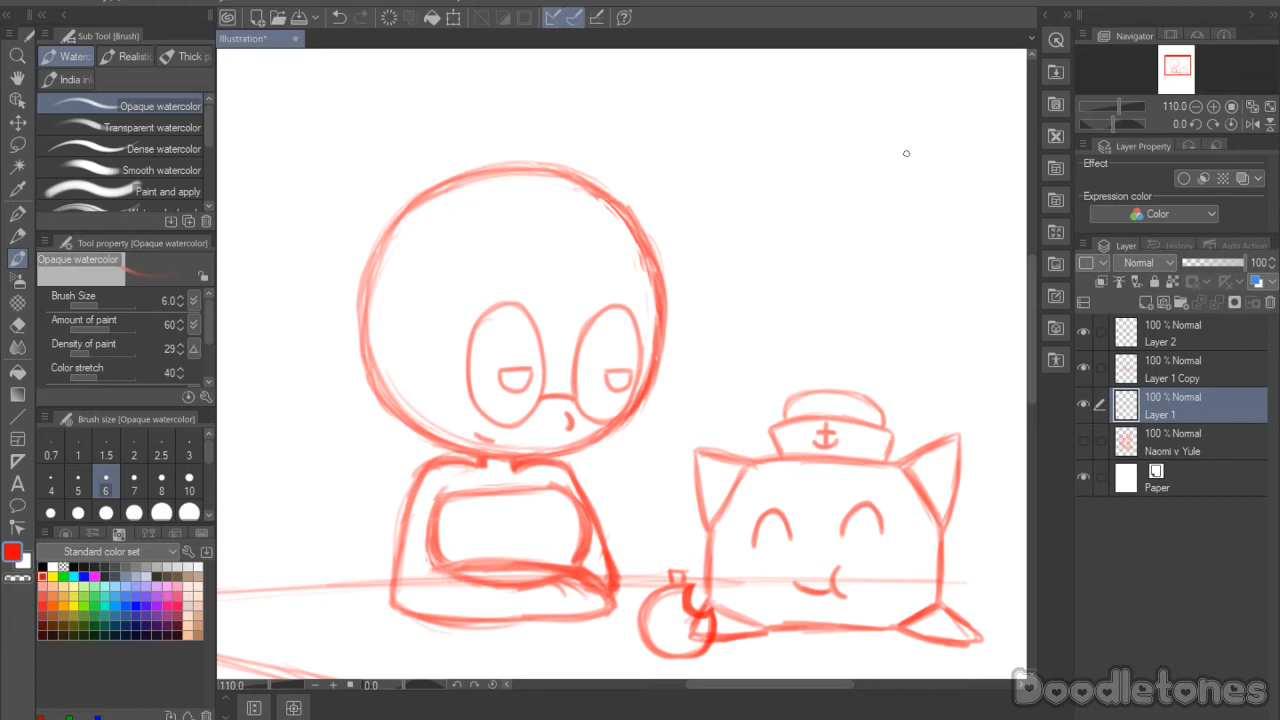 Sub Tool [Brush]
Waterc
Realistic
Thick p
India in
Opaque watercolor
Transparent watercolor
Dense watercolor
Smooth watercolor
Paint and apply
Tool property [Opaque watercolor]
Opaque watercolor
Brush Size 6.0
Amount of paint 60
Density of paint 29
Color stretch 40
Brush size [Opaque watercolor]
0.7 1 1.5 2 2.5 3
4 5 6 7 8 10
Standard color set
Illustration*
110.0 0.0
Navigator
110.0
0.0
Layer Property
Effect
Expression color
Color
Layer History Auto Action
Normal 100
100 % Normal
Layer 2
100 % Normal
Layer 1 Copy
100 % Normal
Layer 1
100 % Normal
Naomi v Yule
Paper
Doodletones